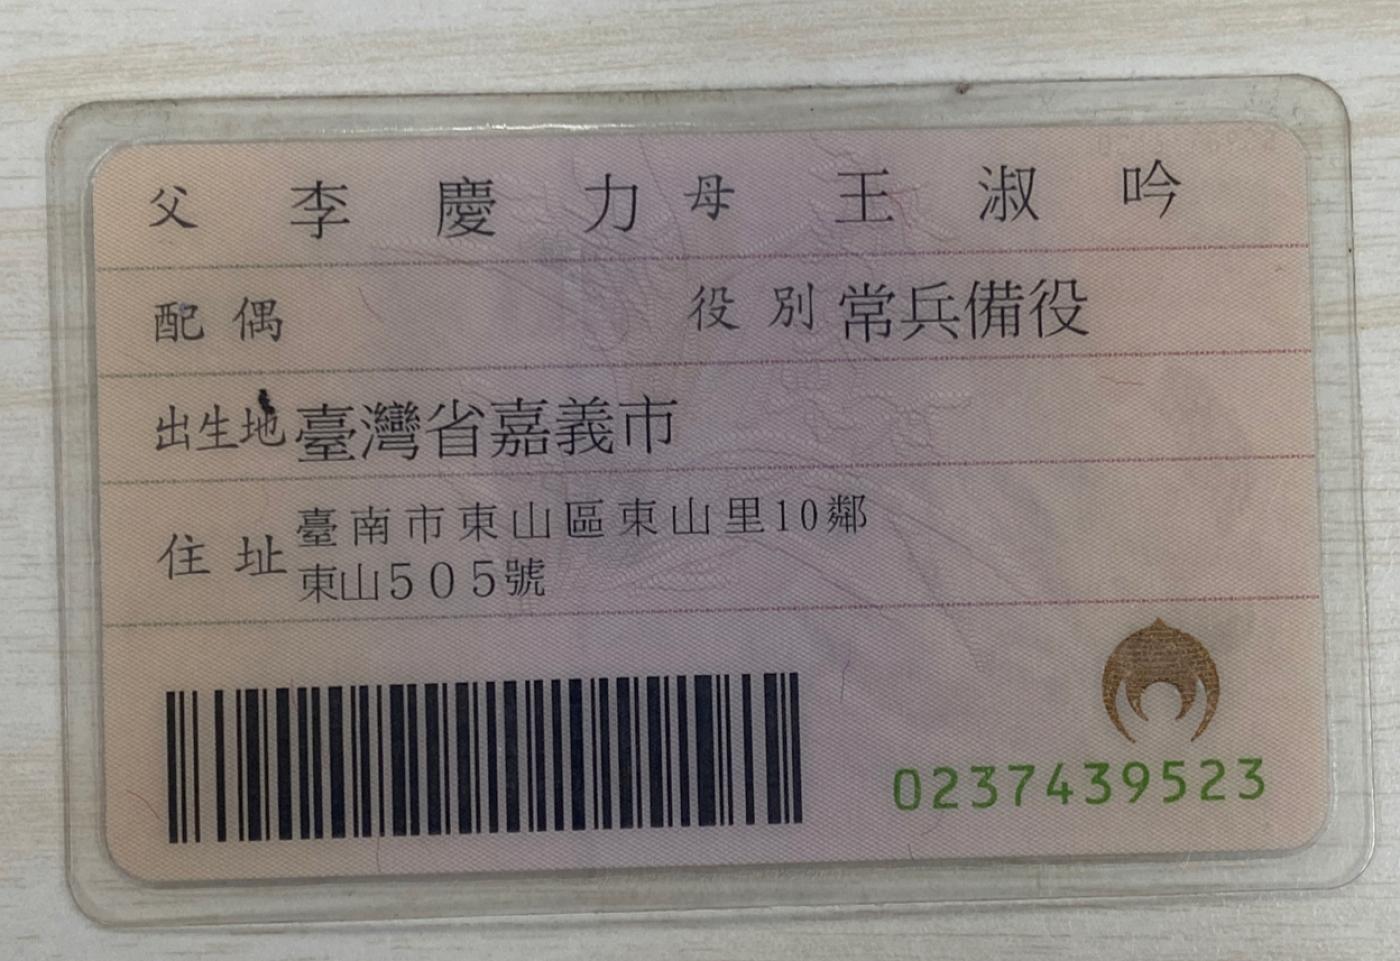 父 李慶力 母 王淑吟
配偶 役別 常兵備役
出生地 臺灣省嘉義市
住址 臺南市東山區東山里10鄰
東山505號
0237439523